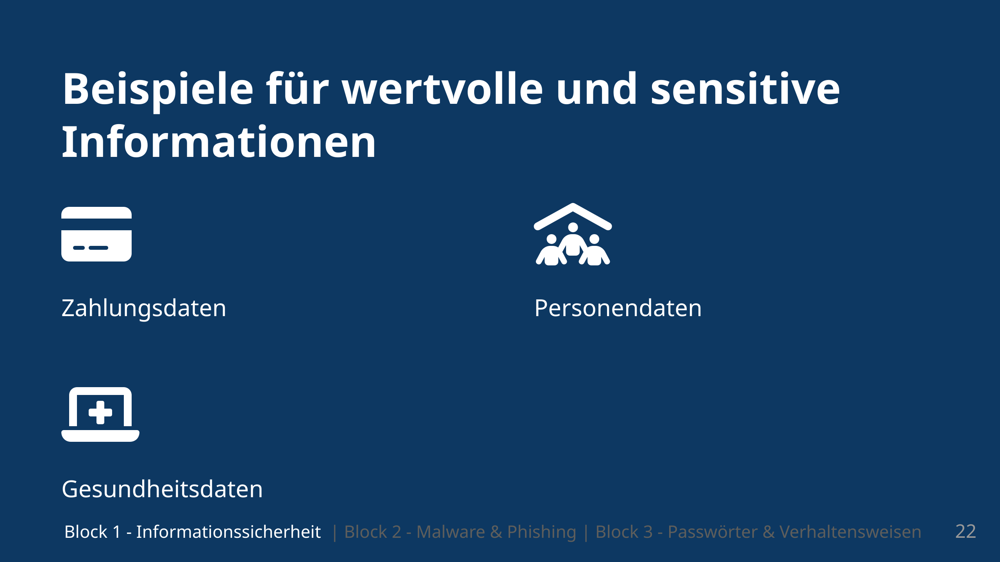 Beispiele für wertvolle und sensitive
Informationen
Zahlungsdaten
Personendaten
Gesundheitsdaten
Block 1 - Informationssicherheit | Block 2 - Malware & Phishing | Block 3 - Passwörter & Verhaltensweisen 22